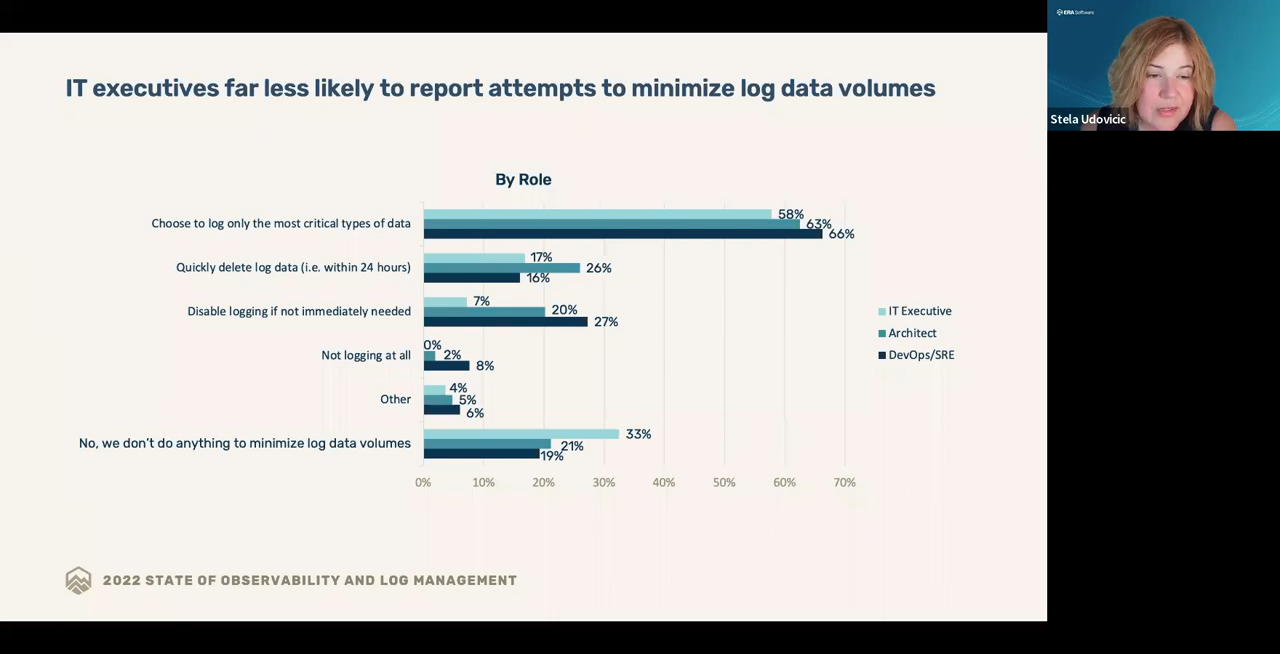 IT executives far less likely to report attempts to minimize log data volumes
ERA Software
Stela Udovicic
By Role
Choose to log only the most critical types of data
58%
63%
66%
Quickly delete log data (i.e. within 24 hours)
17%
26%
16%
Disable logging if not immediately needed
7%
20%
27%
Not logging at all
0%
2%
8%
Other
4%
5%
6%
No, we don't do anything to minimize log data volumes
33%
21%
19%
0% 10% 20% 30% 40% 50% 60% 70%
IT Executive
Architect
DevOps/SRE
2022 STATE OF OBSERVABILITY AND LOG MANAGEMENT